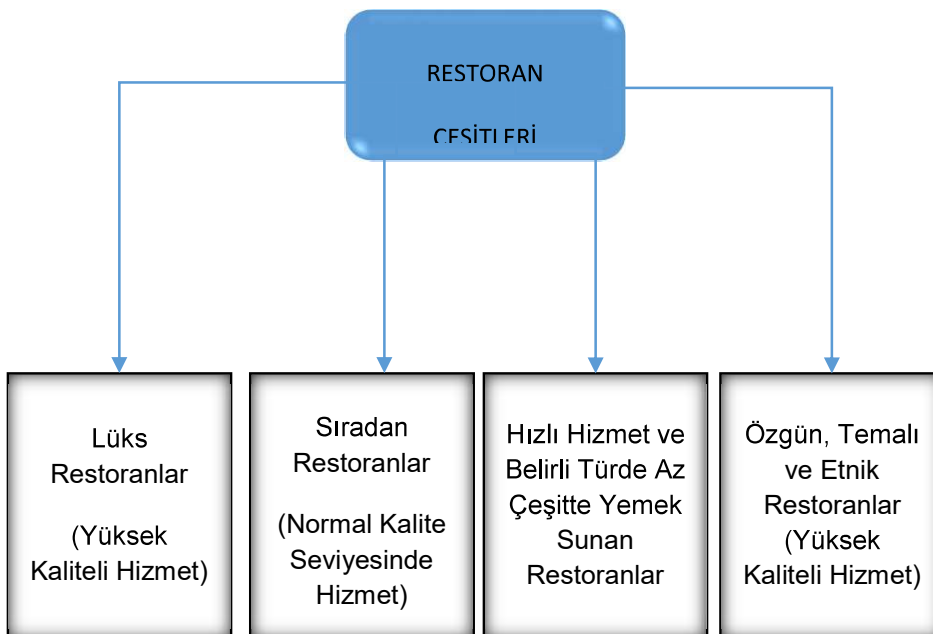 RESTORAN
ÇEŞİTLERİ
Lüks
Restoranlar
(Yüksek
Kaliteli Hizmet)
Sıradan
Restoranlar
(Normal Kalite
Seviyesinde
Hizmet)
Hızlı Hizmet ve
Belirli Türde Az
Çeşitte Yemek
Sunan
Restoranlar
Özgün, Temalı
ve Etnik
Restoranlar
(Yüksek
Kaliteli Hizmet)